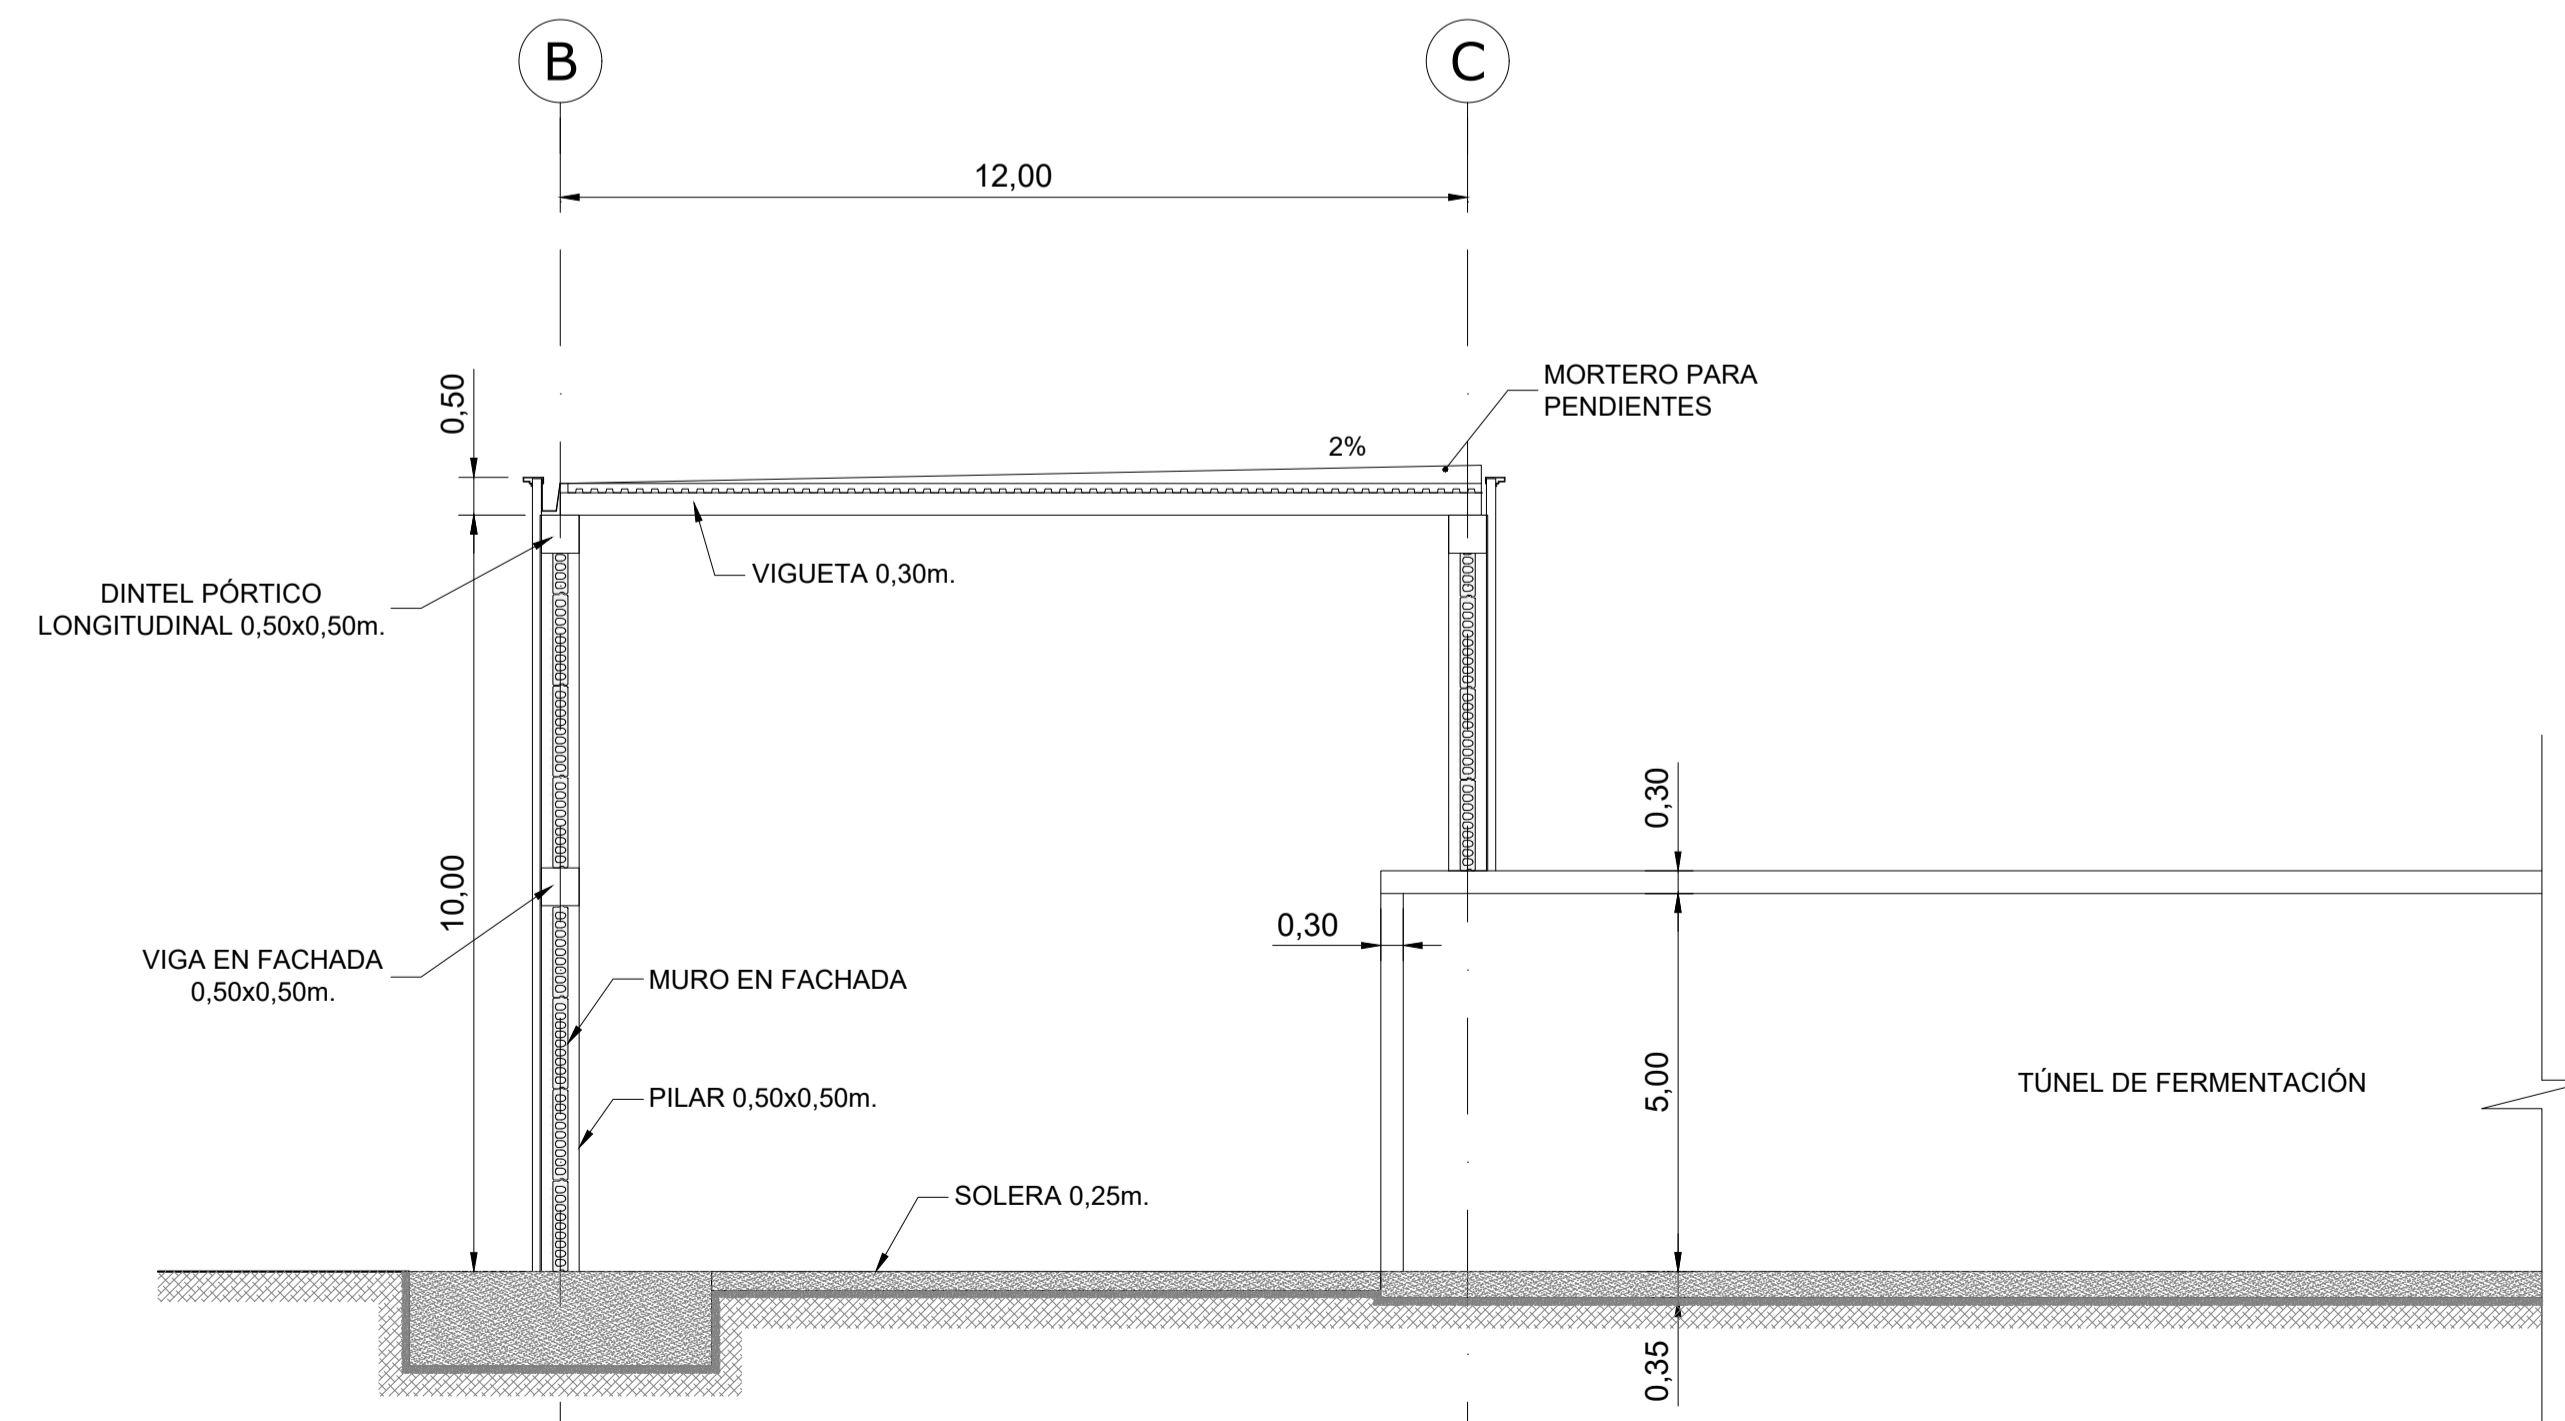 B
C
12,00
0,50
MORTERO PARA
PENDIENTES
2%
VIGUETA 0,30m.
DINTEL PÓRTICO
LONGITUDINAL 0,50x0,50m.
0,30
10,00
0,30
VIGA EN FACHADA
0,50x0,50m.
MURO EN FACHADA
5,00
TÚNEL DE FERMENTACIÓN
PILAR 0,50x0,50m.
SOLERA 0,25m.
0,35